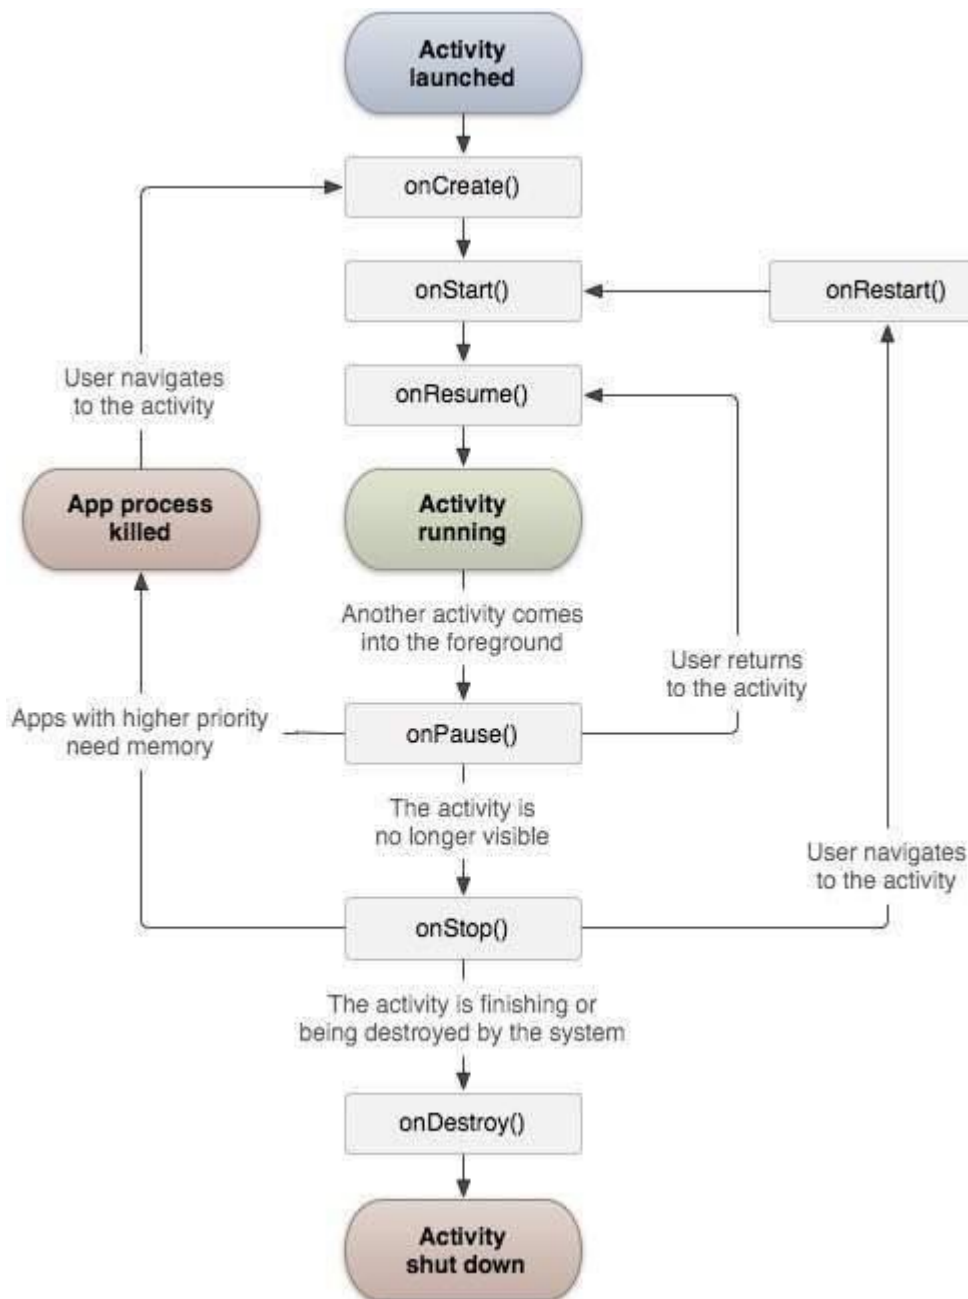 Activity
launched
onCreate()
onStart()
onRestart()
User navigates
to the activity
onResume()
App process
killed
Activity
running
Another activity comes
into the foreground
User returns
to the activity
Apps with higher priority
need memory
onPause()
The activity is
no longer visible
User navigates
to the activity
onStop()
The activity is finishing or
being destroyed by the system
onDestroy()
Activity
shut down